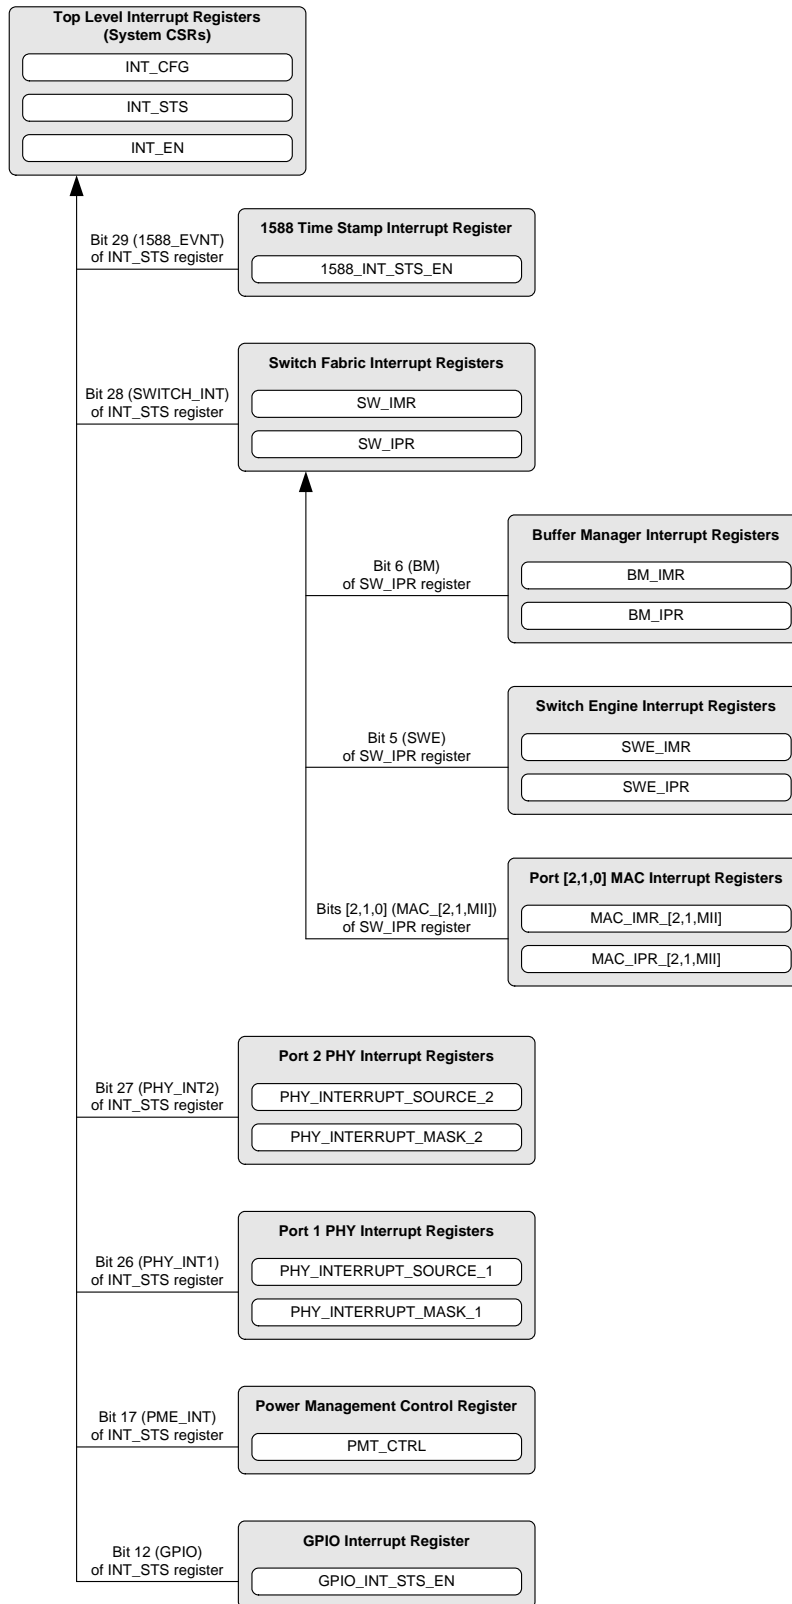 Top Level Interrupt Registers
(System CSRs)
INT_CFG
INT_STS
INT_EN
Bit 29 (1588_EVNT)
of INT_STS register
1588 Time Stamp Interrupt Register
1588_INT_STS_EN
Bit 28 (SWITCH_INT)
of INT_STS register
Switch Fabric Interrupt Registers
SW_IMR
SW_IPR
Bit 6 (BM)
of SW_IPR register
Buffer Manager Interrupt Registers
BM_IMR
BM_IPR
Bit 5 (SWE)
of SW_IPR register
Switch Engine Interrupt Registers
SWE_IMR
SWE_IPR
Bits [2,1,0] (MAC_[2,1,MII])
of SW_IPR register
Port [2,1,0] MAC Interrupt Registers
MAC_IMR_[2,1,MII]
MAC_IPR_[2,1,MII]
Bit 27 (PHY_INT2)
of INT_STS register
Port 2 PHY Interrupt Registers
PHY_INTERRUPT_SOURCE_2
PHY_INTERRUPT_MASK_2
Bit 26 (PHY_INT1)
of INT_STS register
Port 1 PHY Interrupt Registers
PHY_INTERRUPT_SOURCE_1
PHY_INTERRUPT_MASK_1
Bit 17 (PME_INT)
of INT_STS register
Power Management Control Register
PMT_CTRL
Bit 12 (GPIO)
of INT_STS register
GPIO Interrupt Register
GPIO_INT_STS_EN